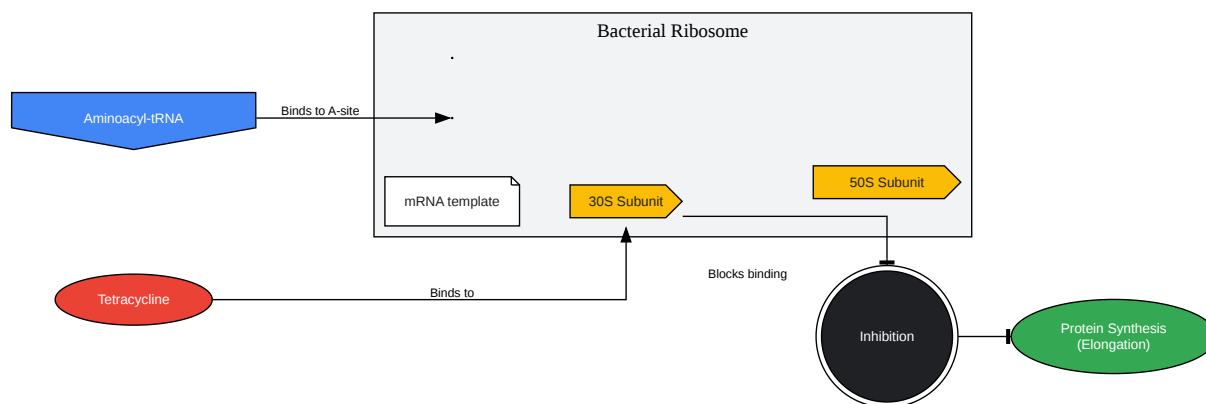 Bacterial Ribosome
Aminoacyl-tRNA
Binds to A-site
mRNA template
30S Subunit
50S Subunit
Tetracycline
Binds to
Blocks binding
Inhibition
Protein Synthesis
(Elongation)